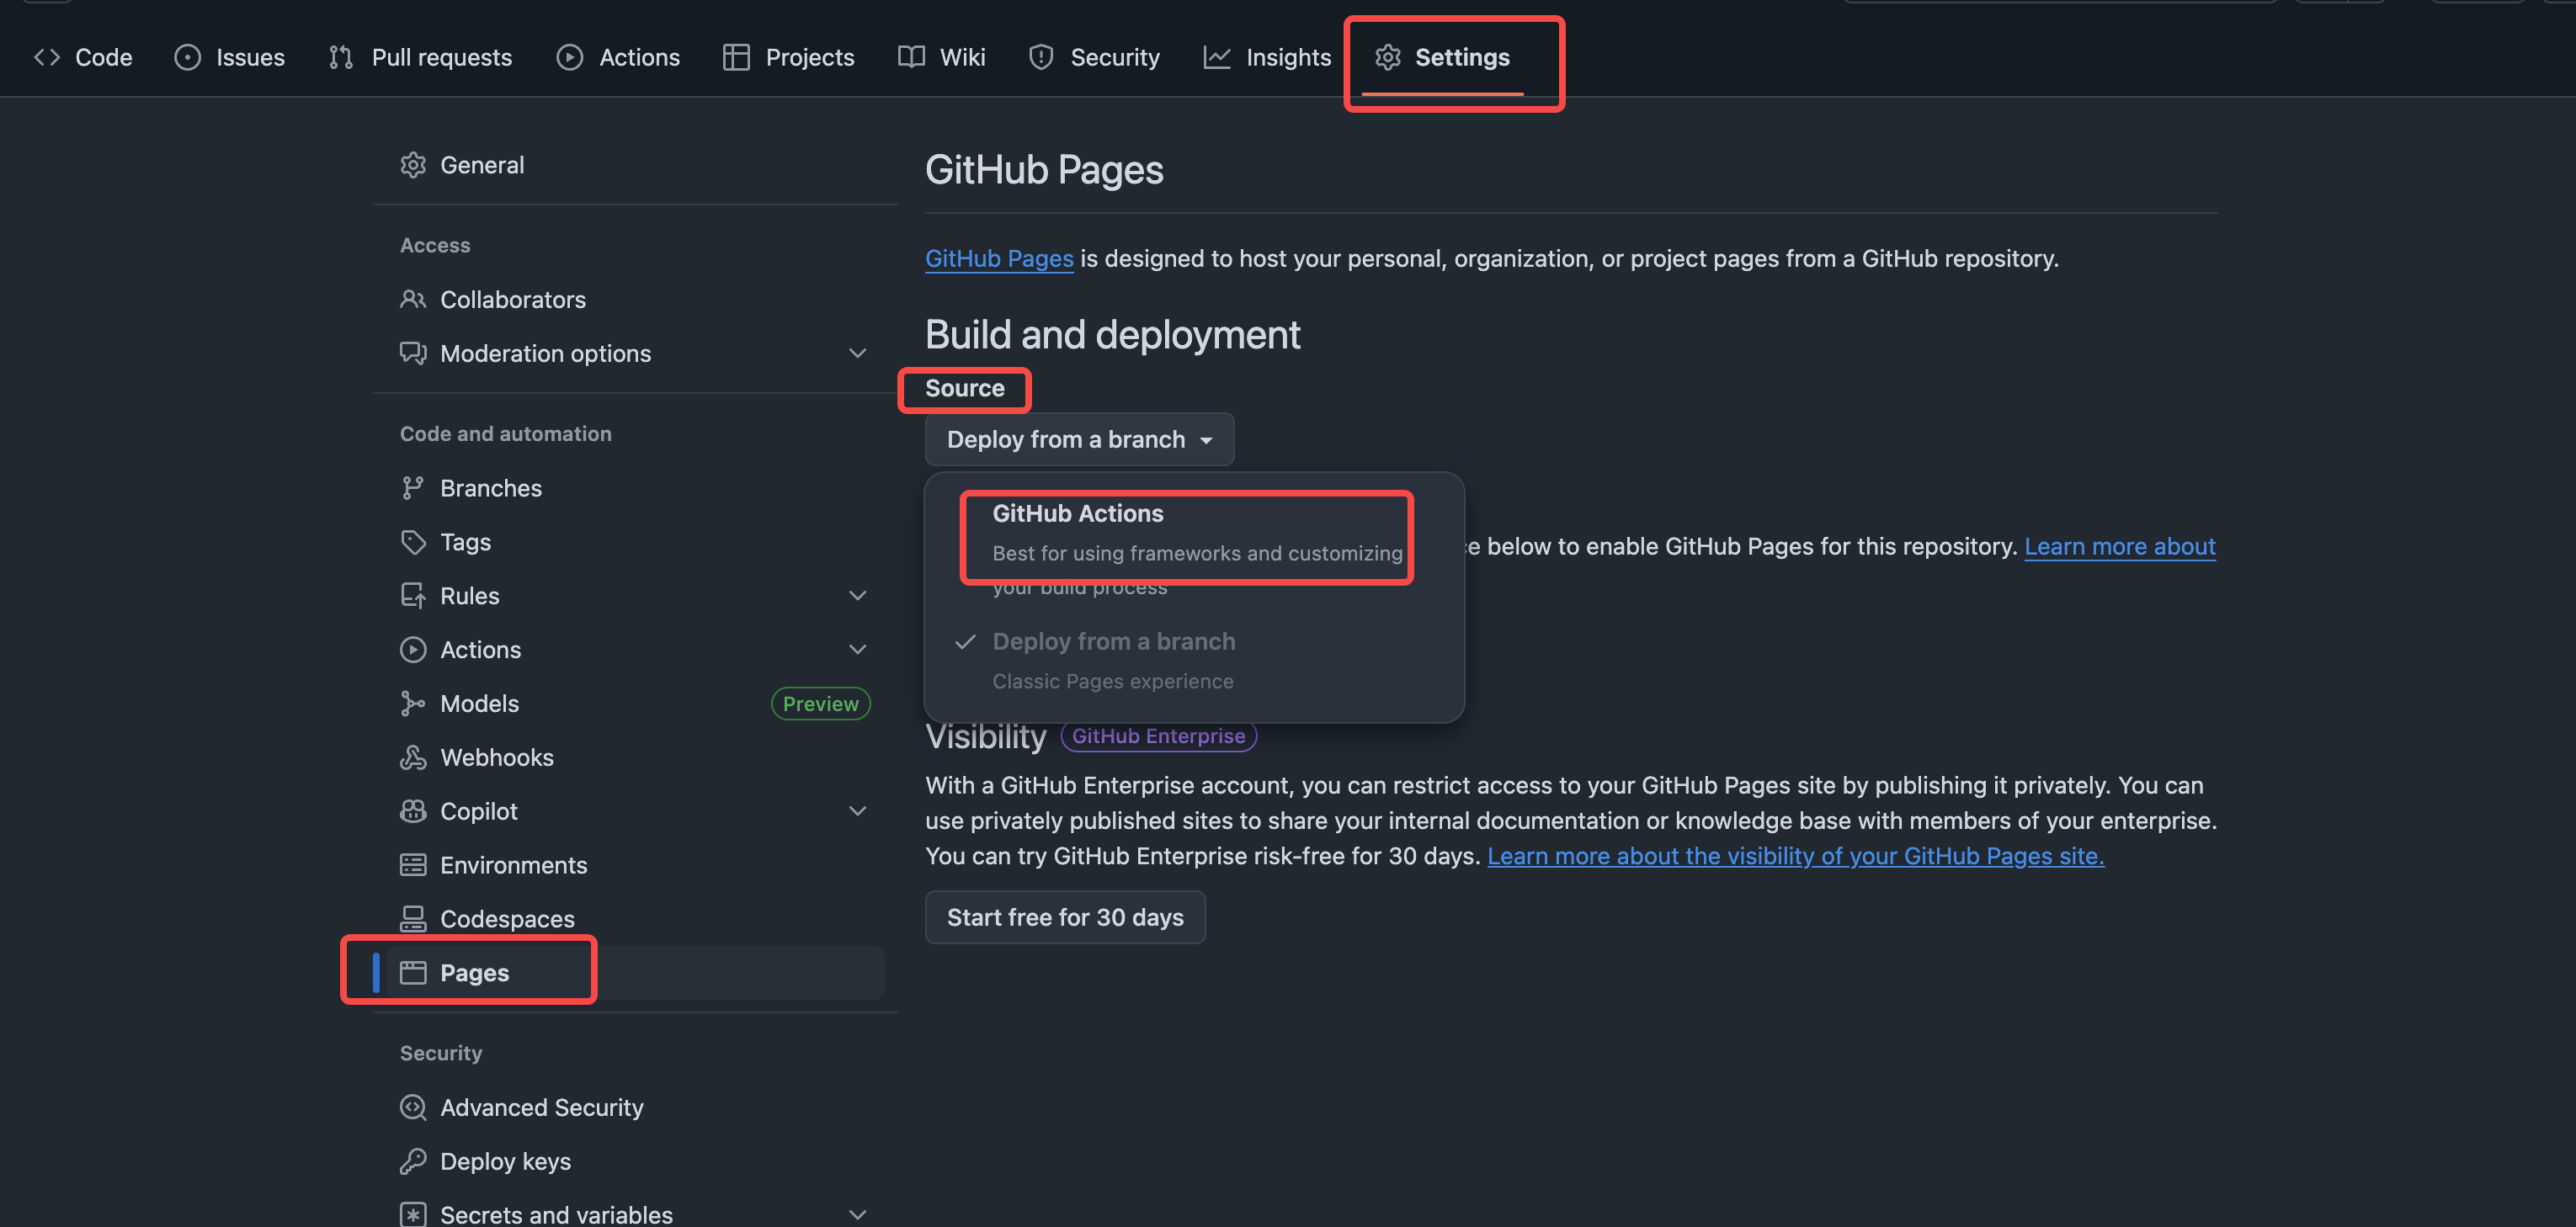 Code
Issues
Pull requests
Actions
Projects
Wiki
Security
Insights
Settings
General
Access
Collaborators
Moderation options
Code and automation
Branches
Tags
Rules
Actions
Models
Preview
Webhooks
Copilot
Environments
Codespaces
Pages
Security
Advanced Security
Deploy keys
Secrets and variables
GitHub Pages
GitHub Pages is designed to host your personal, organization, or project pages from a GitHub repository.
Build and deployment
Source
Deploy from a branch
GitHub Actions
Best for using frameworks and customizing
your build process
Deploy from a branch
Classic Pages experience
below to enable GitHub Pages for this repository. Learn more about
Visibility
GitHub Enterprise
With a GitHub Enterprise account, you can restrict access to your GitHub Pages site by publishing it privately. You can
use privately published sites to share your internal documentation or knowledge base with members of your enterprise.
You can try GitHub Enterprise risk-free for 30 days. Learn more about the visibility of your GitHub Pages site.
Start free for 30 days